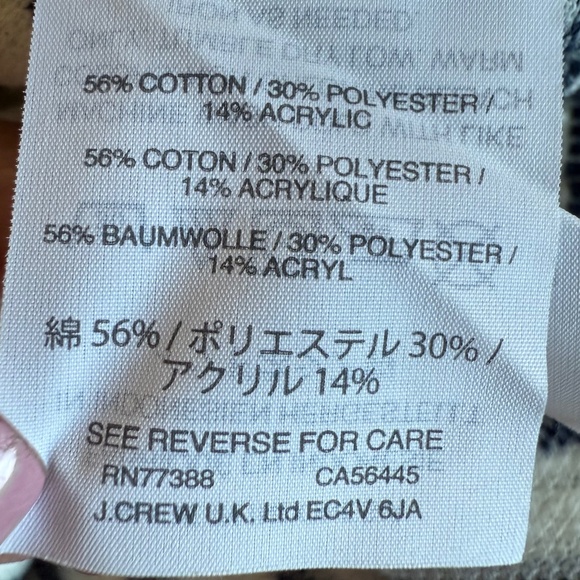 56% COTTON / 30% POLYESTER /
14% ACRYLIC
56% COTON / 30% POLYESTER /
14% ACRYLIQUE
56% BAUMWOLLE / 30% POLYESTER /
14% ACRYL
綿 56% / ポリエステル 30% /
アクリル 14%
SEE REVERSE FOR CARE
RN77388 CA56445
J.CREW U.K. Ltd EC4V 6JA